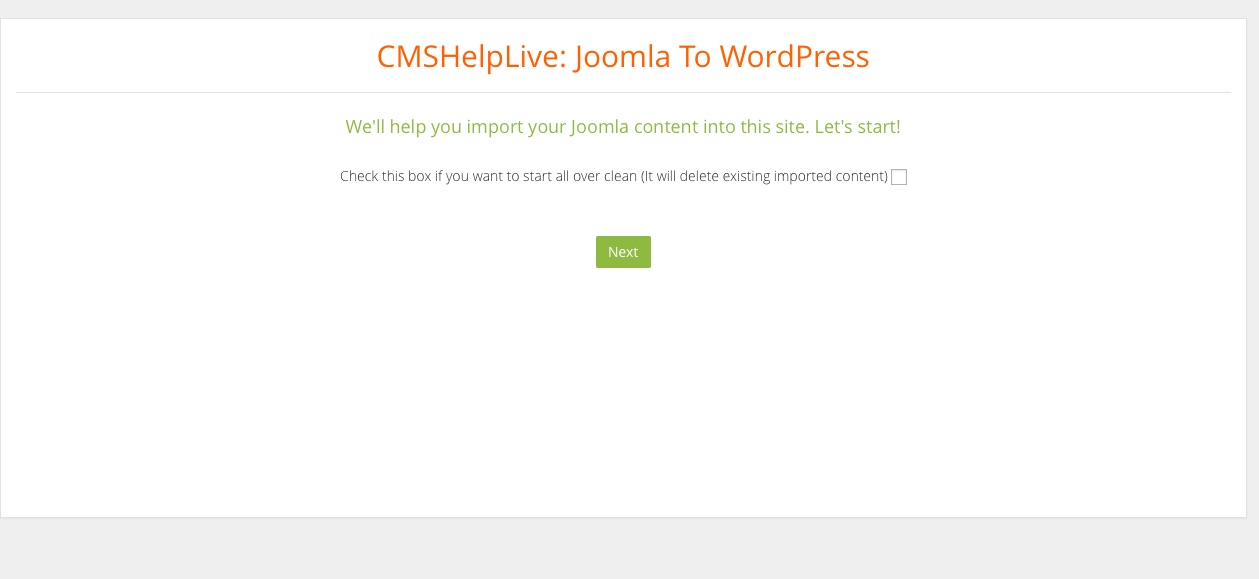 CMSHelpLive: Joomla To WordPress
We'll help you import your Joomla content into this site. Let's start!
Check this box if you want to start all over clean (It will delete existing imported content)
Next